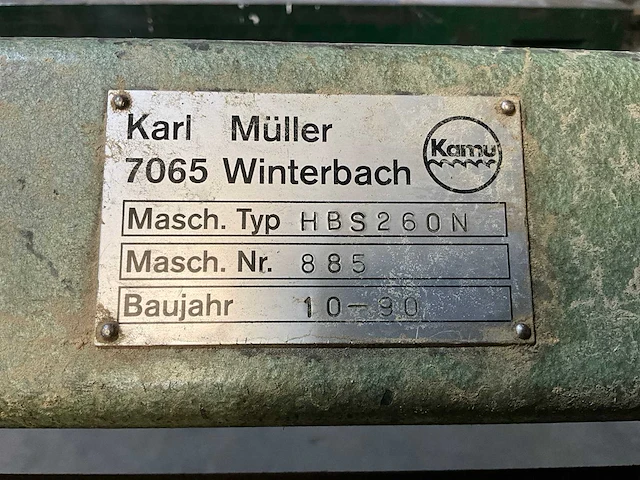 Karl Müller
7065 Winterbach
Kamu
Masch. Typ HBS260N
Masch. Nr. 885
Baujahr 10-90